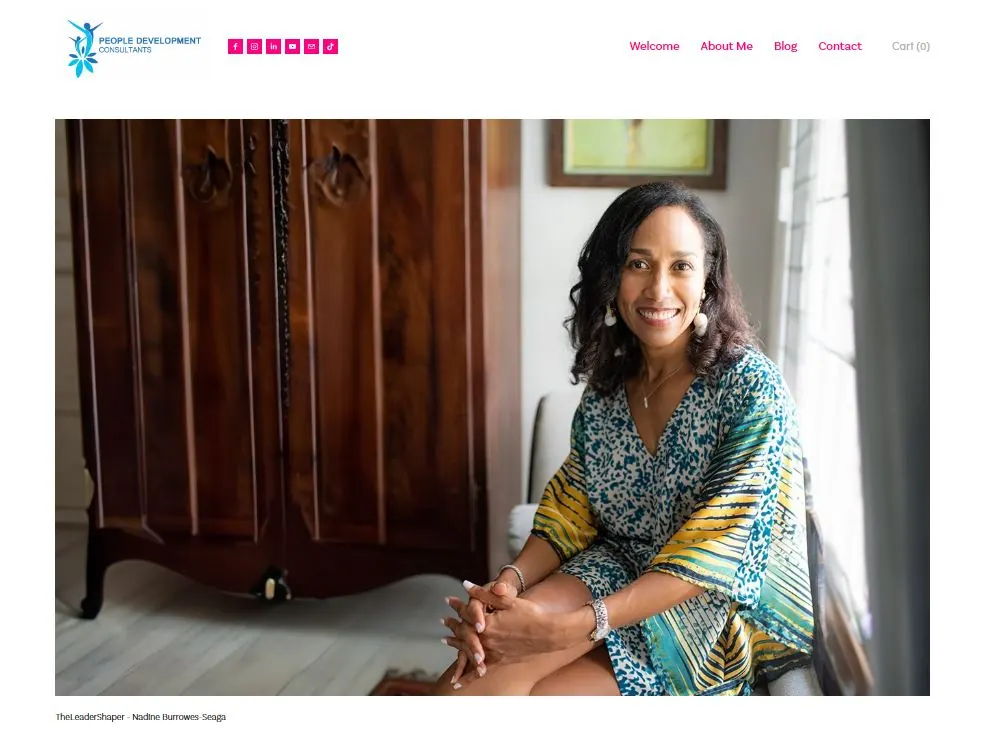 PEOPLE DEVELOPMENT
CONSULTANTS
Welcome About Me Blog Contact Cart (0)
TheLeaderShaper - Nadine Burrowes-Seaga